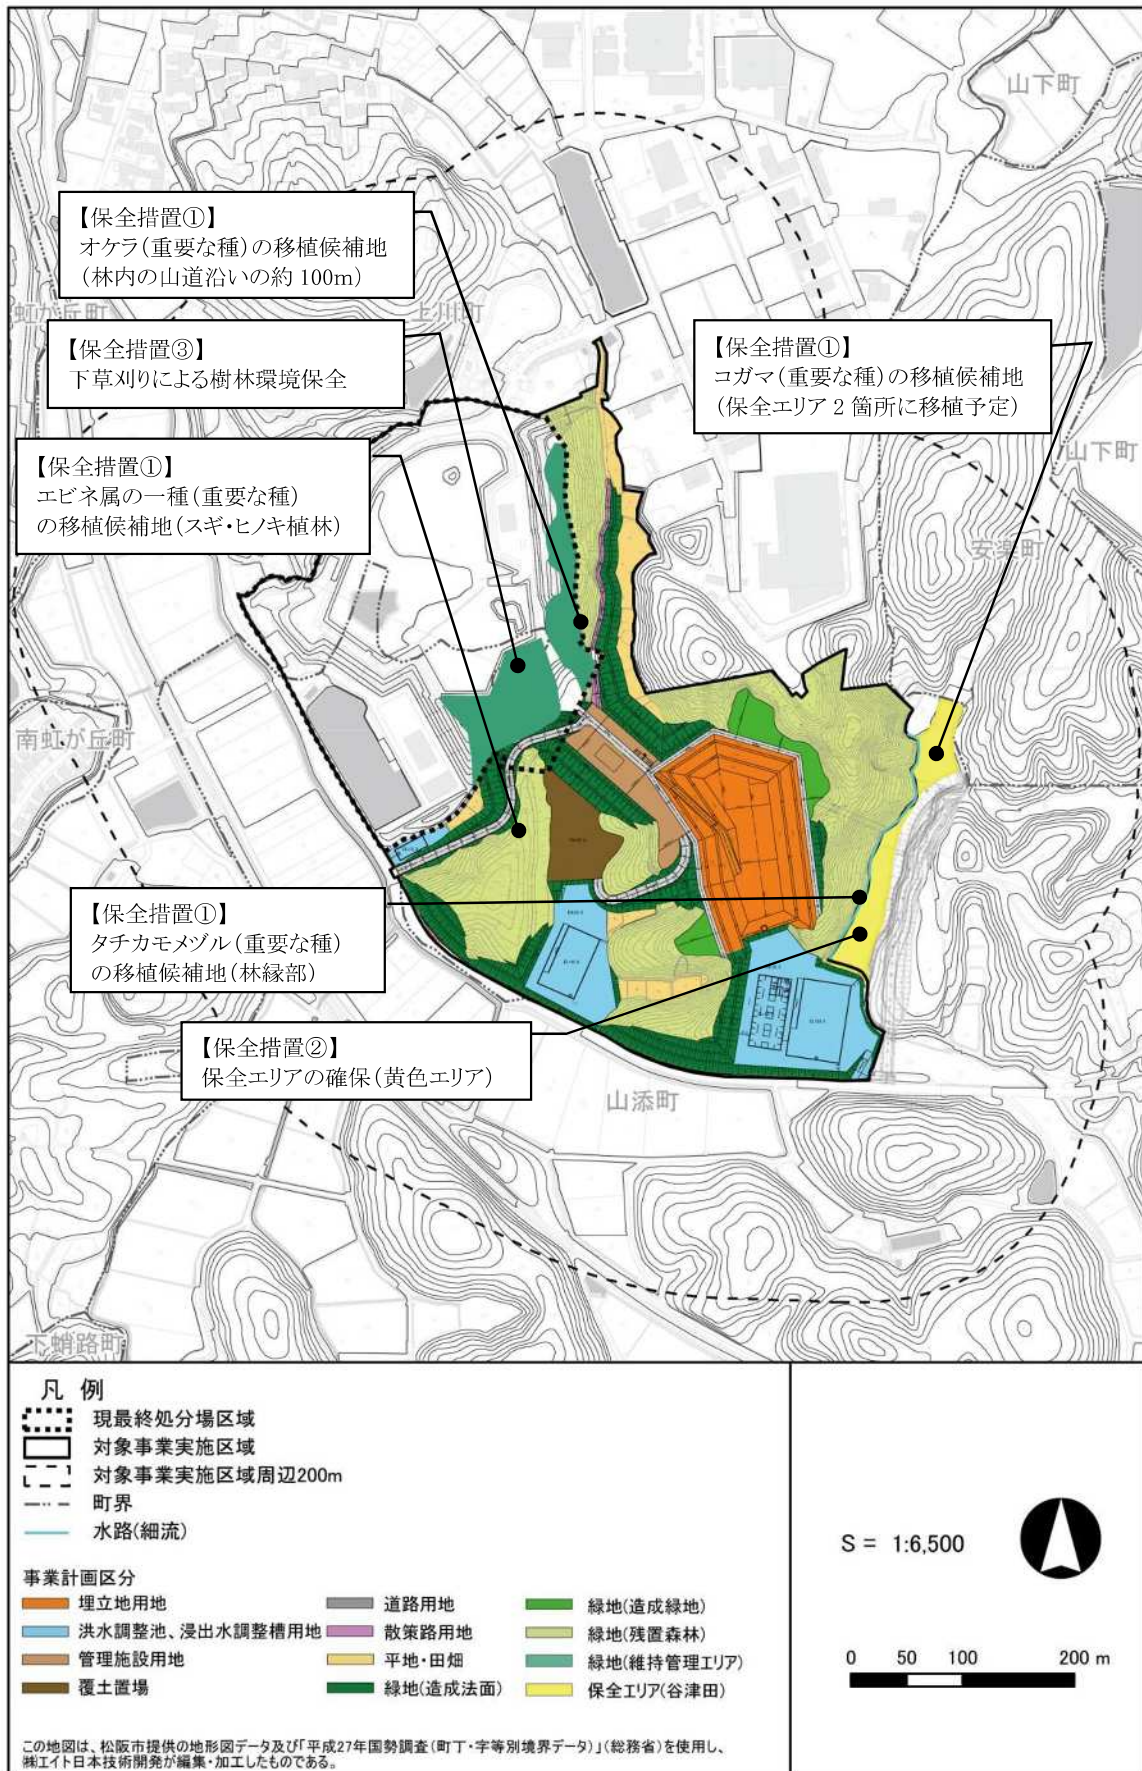 山下町
【保全措置①】
オケラ(重要な種)の移植候補地
(林内の山道沿いの約100m)
虹が丘町
上川町
【保全措置③】
下草刈りによる樹林環境保全
【保全措置①】
コガマ(重要な種)の移植候補地
(保全エリア2箇所に移植予定)
山下町
【保全措置①】
エビネ属の一種(重要な種)
の移植候補地(スギ・ヒノキ植林)
安楽町
南虹が丘町
【保全措置①】
タチカモメヅル(重要な種)
の移植候補地(林縁部)
【保全措置②】
保全エリアの確保(黄色エリア)
山添町
下蛸路町
凡 例
現最終処分場区域
対象事業実施区域
対象事業実施区域周辺200m
町界
水路(細流)
S = 1:6,500
事業計画区分
埋立地用地
洪水調整池、浸出水調整槽用地
管理施設用地
覆土置場
道路用地
散策路用地
平地・田畑
緑地(造成法面)
緑地(造成緑地)
緑地(残置森林)
緑地(維持管理エリア)
保全エリア(谷津田)
0 50 100 200 m
この地図は、松阪市提供の地形図データ及び「平成27年国勢調査(町丁・字等別境界データ)」(総務省)を使用し、
㈱エイト日本技術開発が編集・加工したものである。